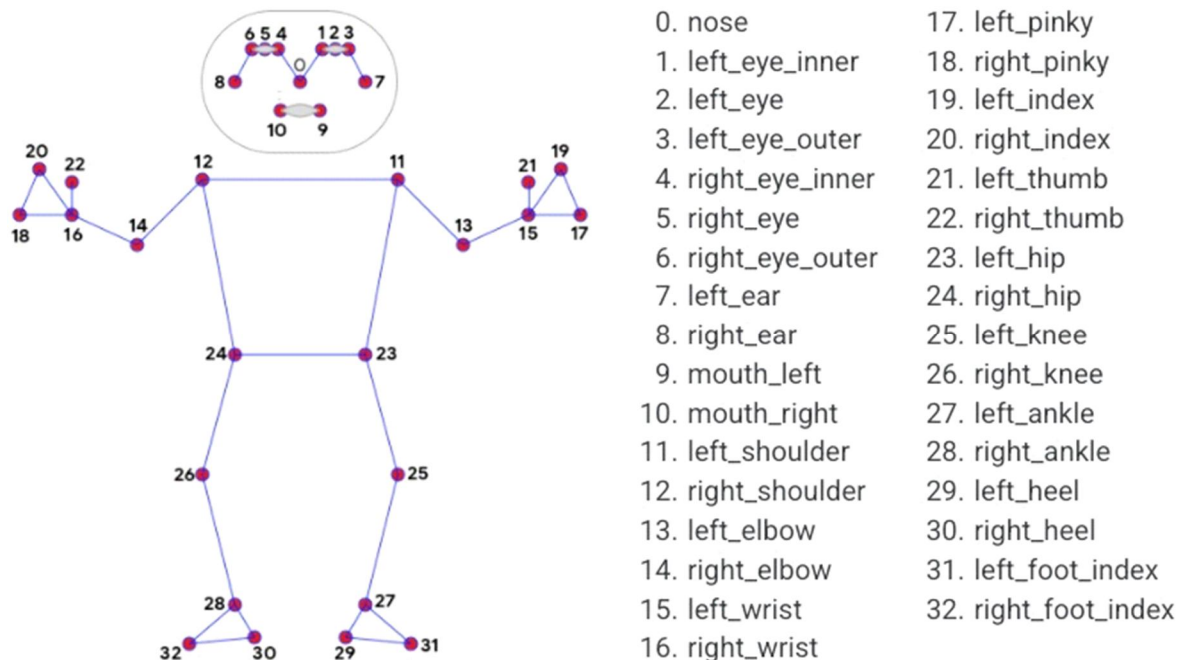 6 5 4 1 2 3
0
8 7
10 9
20 22 12 11 21 19
18 16 14 13 15 17
24 23
26 25
28 27
32 30 29 31
0. nose
1. left_eye_inner
2. left_eye
3. left_eye_outer
4. right_eye_inner
5. right_eye
6. right_eye_outer
7. left_ear
8. right_ear
9. mouth_left
10. mouth_right
11. left_shoulder
12. right_shoulder
13. left_elbow
14. right_elbow
15. left_wrist
16. right_wrist
17. left_pinky
18. right_pinky
19. left_index
20. right_index
21. left_thumb
22. right_thumb
23. left_hip
24. right_hip
25. left_knee
26. right_knee
27. left_ankle
28. right_ankle
29. left_heel
30. right_heel
31. left_foot_index
32. right_foot_index